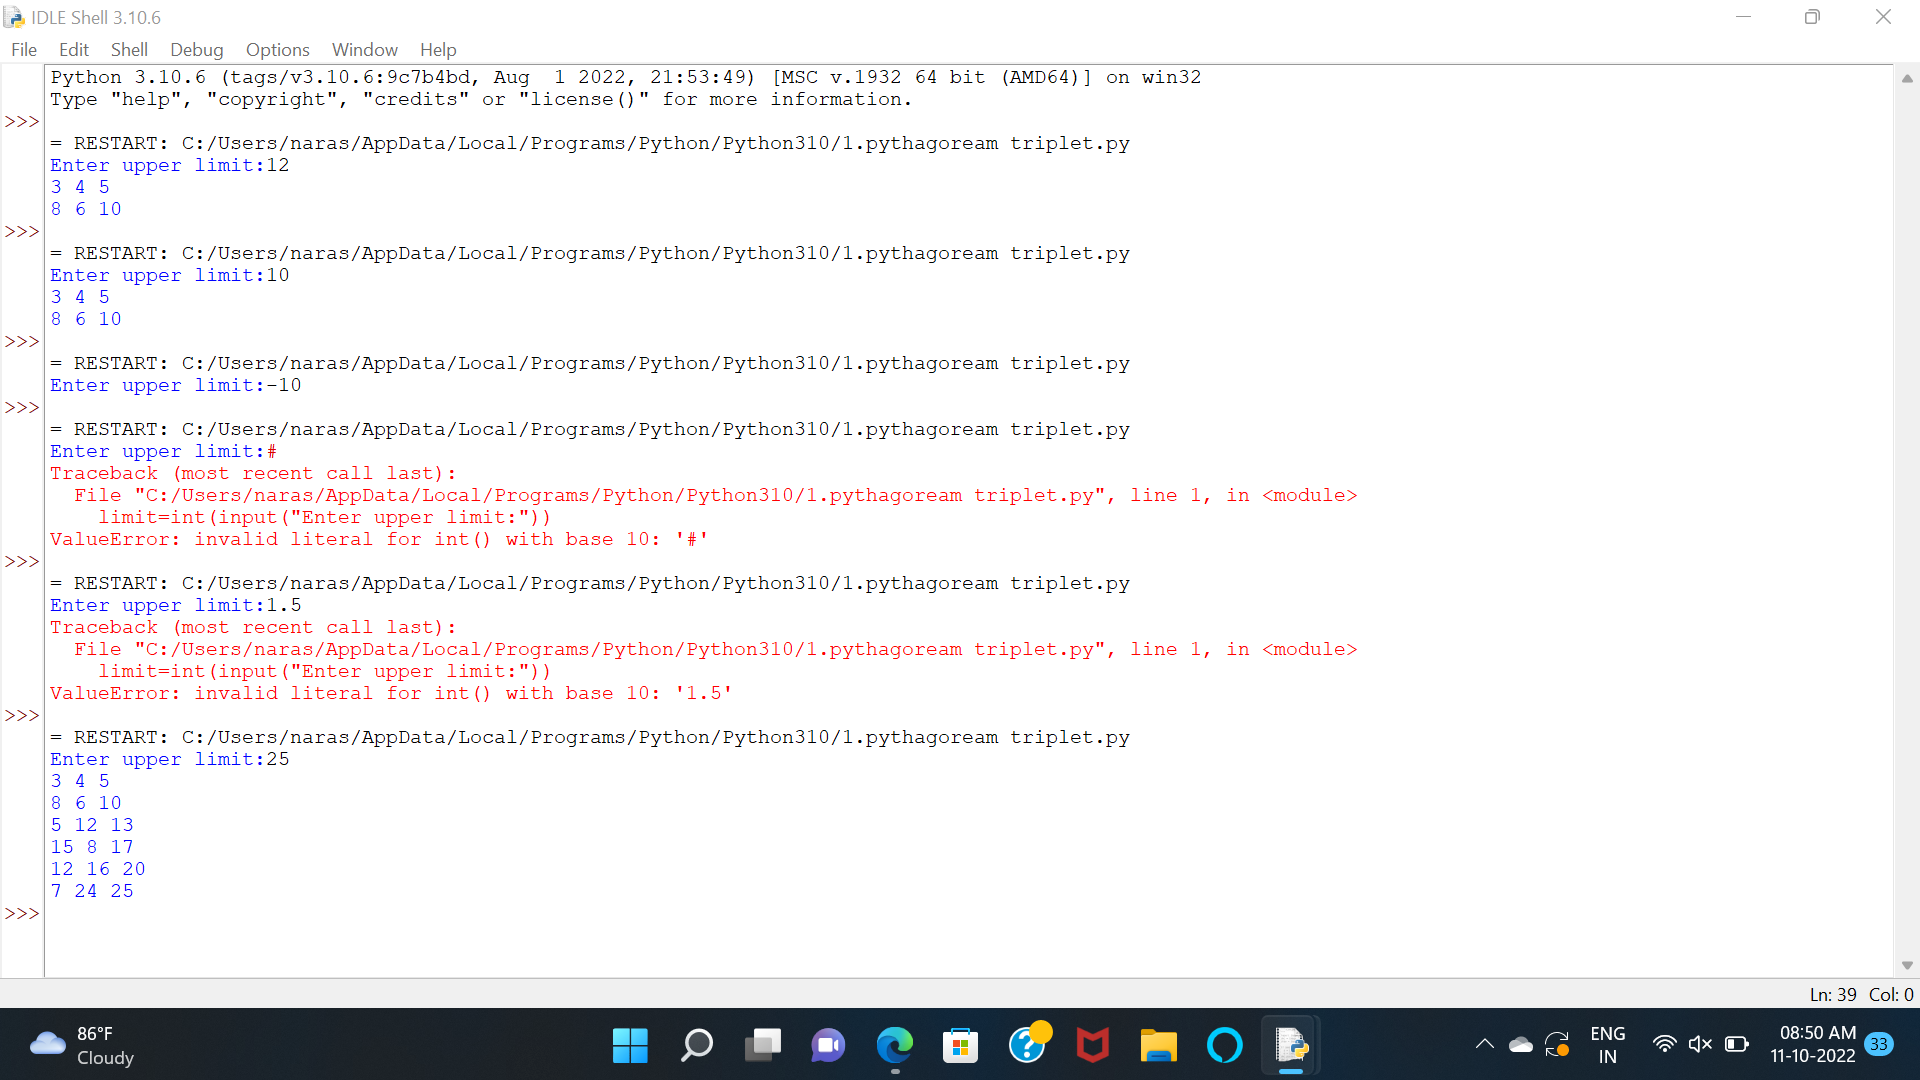 IDLE Shell 3.10.6
File Edit Shell Debug Options Window Help
Python 3.10.6 (tags/v3.10.6:9c7b4bd, Aug  1 2022, 21:53:49) [MSC v.1932 64 bit (AMD64)] on win32
Type "help", "copyright", "credits" or "license()" for more information.
>>>
= RESTART: C:/Users/naras/AppData/Local/Programs/Python/Python310/1.pythagoream triplet.py
Enter upper limit:12
3 4 5
8 6 10
>>>
= RESTART: C:/Users/naras/AppData/Local/Programs/Python/Python310/1.pythagoream triplet.py
Enter upper limit:10
3 4 5
8 6 10
>>>
= RESTART: C:/Users/naras/AppData/Local/Programs/Python/Python310/1.pythagoream triplet.py
Enter upper limit:-10
>>>
= RESTART: C:/Users/naras/AppData/Local/Programs/Python/Python310/1.pythagoream triplet.py
Enter upper limit:#
Traceback (most recent call last):
  File "C:/Users/naras/AppData/Local/Programs/Python/Python310/1.pythagoream triplet.py", line 1, in <module>
    limit=int(input("Enter upper limit:"))
ValueError: invalid literal for int() with base 10: '#'
>>>
= RESTART: C:/Users/naras/AppData/Local/Programs/Python/Python310/1.pythagoream triplet.py
Enter upper limit:1.5
Traceback (most recent call last):
  File "C:/Users/naras/AppData/Local/Programs/Python/Python310/1.pythagoream triplet.py", line 1, in <module>
    limit=int(input("Enter upper limit:"))
ValueError: invalid literal for int() with base 10: '1.5'
>>>
= RESTART: C:/Users/naras/AppData/Local/Programs/Python/Python310/1.pythagoream triplet.py
Enter upper limit:25
3 4 5
8 6 10
5 12 13
15 8 17
12 16 20
7 24 25
>>>
Ln: 39 Col: 0
86°F
Cloudy
ENG
IN
08:50 AM
11-10-2022
33